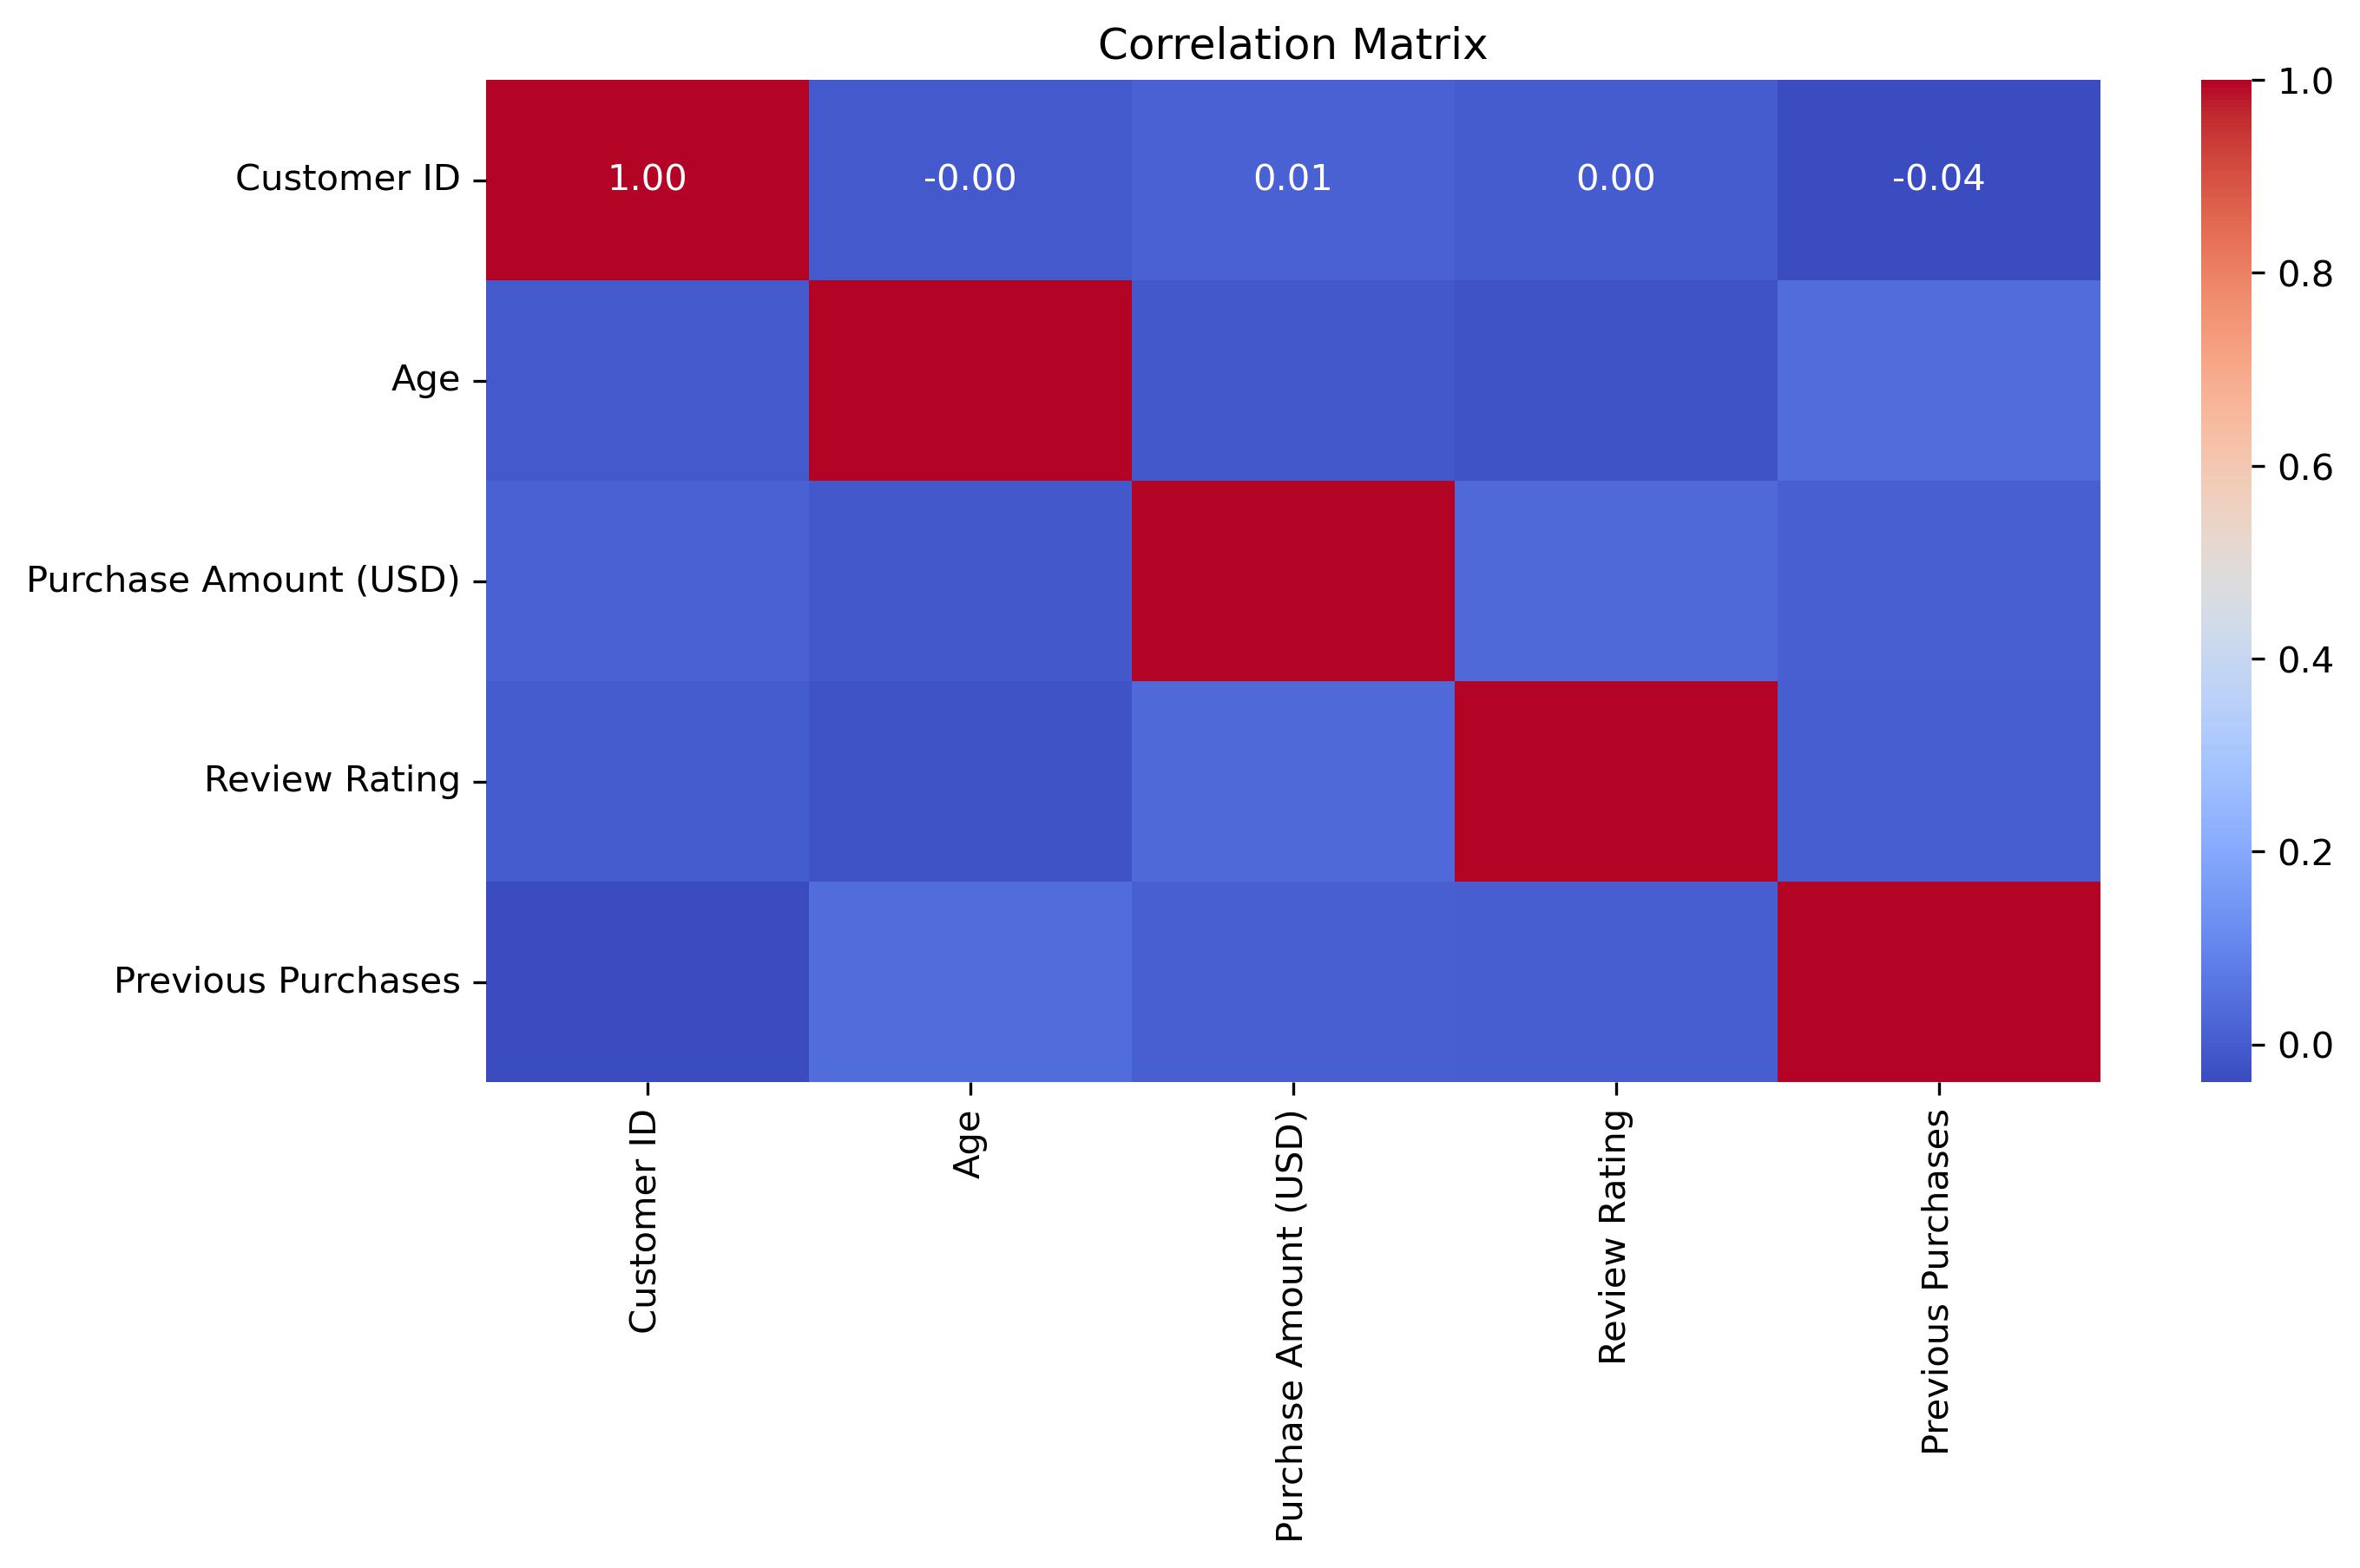 Correlation Matrix
Customer ID
1.00 -0.00 0.01 0.00 -0.04
Age
Purchase Amount (USD)
Review Rating
Previous Purchases
Customer ID
Age
Purchase Amount (USD)
Review Rating
Previous Purchases
1.0
0.8
0.6
0.4
0.2
0.0